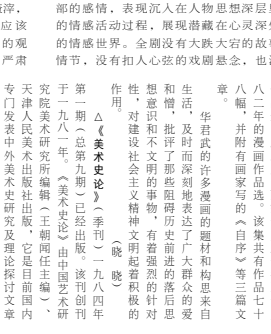 淳，
应该
的观
严肃
部的感情，表现沉入在人物思想深层
的情感活动过程，展现潜藏在心灵深
的情感世界。全剧没有大跌大宕的故
情节，没有扣人心弦的戏剧悬念，也
八二年的漫画作品选。该集共有作品七十
八幅，并附有画家写的《自序》等三篇文
章。
华君武的许多漫画的题材和构思来自
生活，及时而深刻地表达了广大群众的爱
和憎，批评了那些阻碍历史前进的落后思
想意识和不文明的事物，有着强烈的针对
性，对建设社会主义精神文明起着积极的
作用。
（晓 晓）
△《美术史论》（季刊）一九八四年
第一期（总第九期）已经出版。该刊创刊
于一九八一年。《美术史论》由中国艺术研
究院美术研究所编辑（王朝闻任主编）、
天津人民美术出版社出版，它是目前国内
专门发表中外美术史研究及理论探讨文章